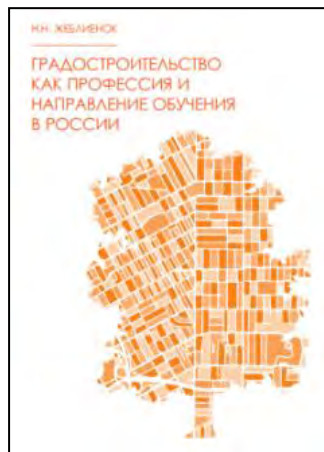 Н.Н. ЖЕБЛИЕНОК
ГРАДОСТРОИТЕЛЬСТВО
КАК ПРОФЕССИЯ И
НАПРАВЛЕНИЕ ОБУЧЕНИЯ
В РОССИИ